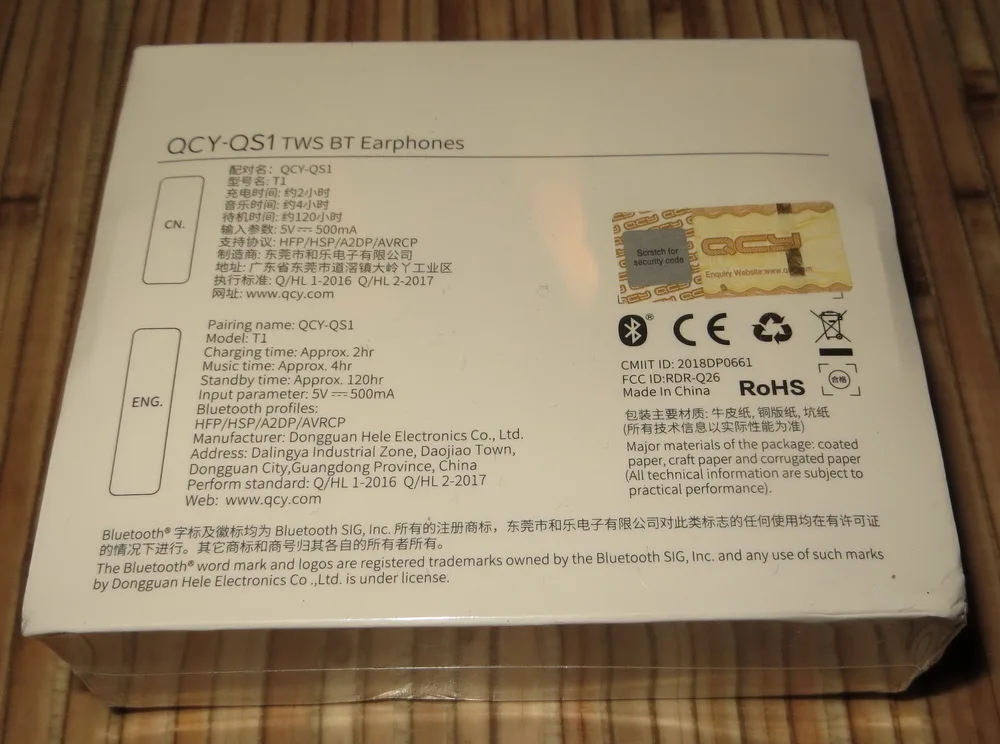 QCY-QS1 TWS BT Earphones
CN.
配对名: QCY-QS1
型号名: T1
充电时间: 约2小时
音乐时间: 约4小时
待机时间: 约120小时
输入参数: 5V⎓500mA
支持协议: HFP/HSP/A2DP/AVRCP
制造商: 东莞市和乐电子有限公司
地址: 广东省东莞市道滘镇大岭丫工业区
执行标准: Q/HL 1-2016 Q/HL 2-2017
网址: www.qcy.com
ENG.
Pairing name: QCY-QS1
Model: T1
Charging time: Approx. 2hr
Music time: Approx. 4hr
Standby time: Approx. 120hr
Input parameter: 5V⎓500mA
Bluetooth profiles:
HFP/HSP/A2DP/AVRCP
Manufacturer: Dongguan Hele Electronics Co., Ltd.
Address: Dalingya Industrial Zone, Daojiao Town,
Dongguan City,Guangdong Province, China
Perform standard: Q/HL 1-2016 Q/HL 2-2017
Web: www.qcy.com
Scratch for
security code
QCY
Enquiry Website:www.q
CE
CMIIT ID: 2018DP0661
FCC ID:RDR-Q26
Made In China
RoHS
合格
包装主要材质: 牛皮纸, 铜版纸, 坑纸
(所有技术信息以实际性能为准)
Major materials of the package: coated
paper, craft paper and corrugated paper
(All technical information are subject to
practical performance).
Bluetooth® 字标及徽标均为 Bluetooth SIG, Inc. 所有的注册商标，东莞市和乐电子有限公司对此类标志的任何使用均在有许可证
的情况下进行。其它商标和商号归其各自的所有者所有。
The Bluetooth® word mark and logos are registered trademarks owned by the Bluetooth SIG, Inc. and any use of such marks
by Dongguan Hele Electronics Co .,Ltd. is under license.